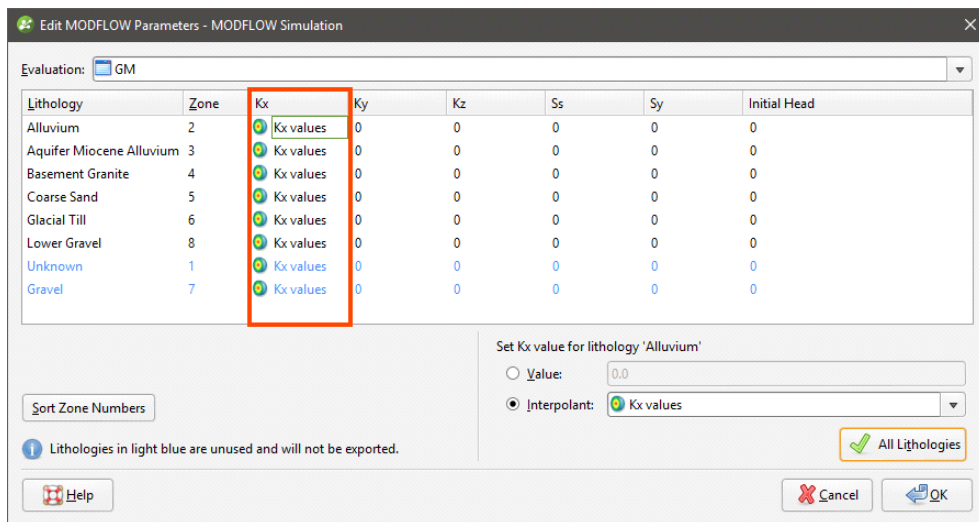 Edit MODFLOW Parameters - MODFLOW Simulation
Evaluation: GM
Lithology Zone Kx Ky Kz Ss Sy Initial Head
Alluvium 2 Kx values 0 0 0 0 0
Aquifer Miocene Alluvium 3 Kx values 0 0 0 0 0
Basement Granite 4 Kx values 0 0 0 0 0
Coarse Sand 5 Kx values 0 0 0 0 0
Glacial Till 6 Kx values 0 0 0 0 0
Lower Gravel 8 Kx values 0 0 0 0 0
Unknown 1 Kx values 0 0 0 0 0
Gravel 7 Kx values 0 0 0 0 0
Set Kx value for lithology 'Alluvium'
Value: 0.0
Interpolant: Kx values
Sort Zone Numbers
Lithologies in light blue are unused and will not be exported.
All Lithologies
Help
Cancel
OK